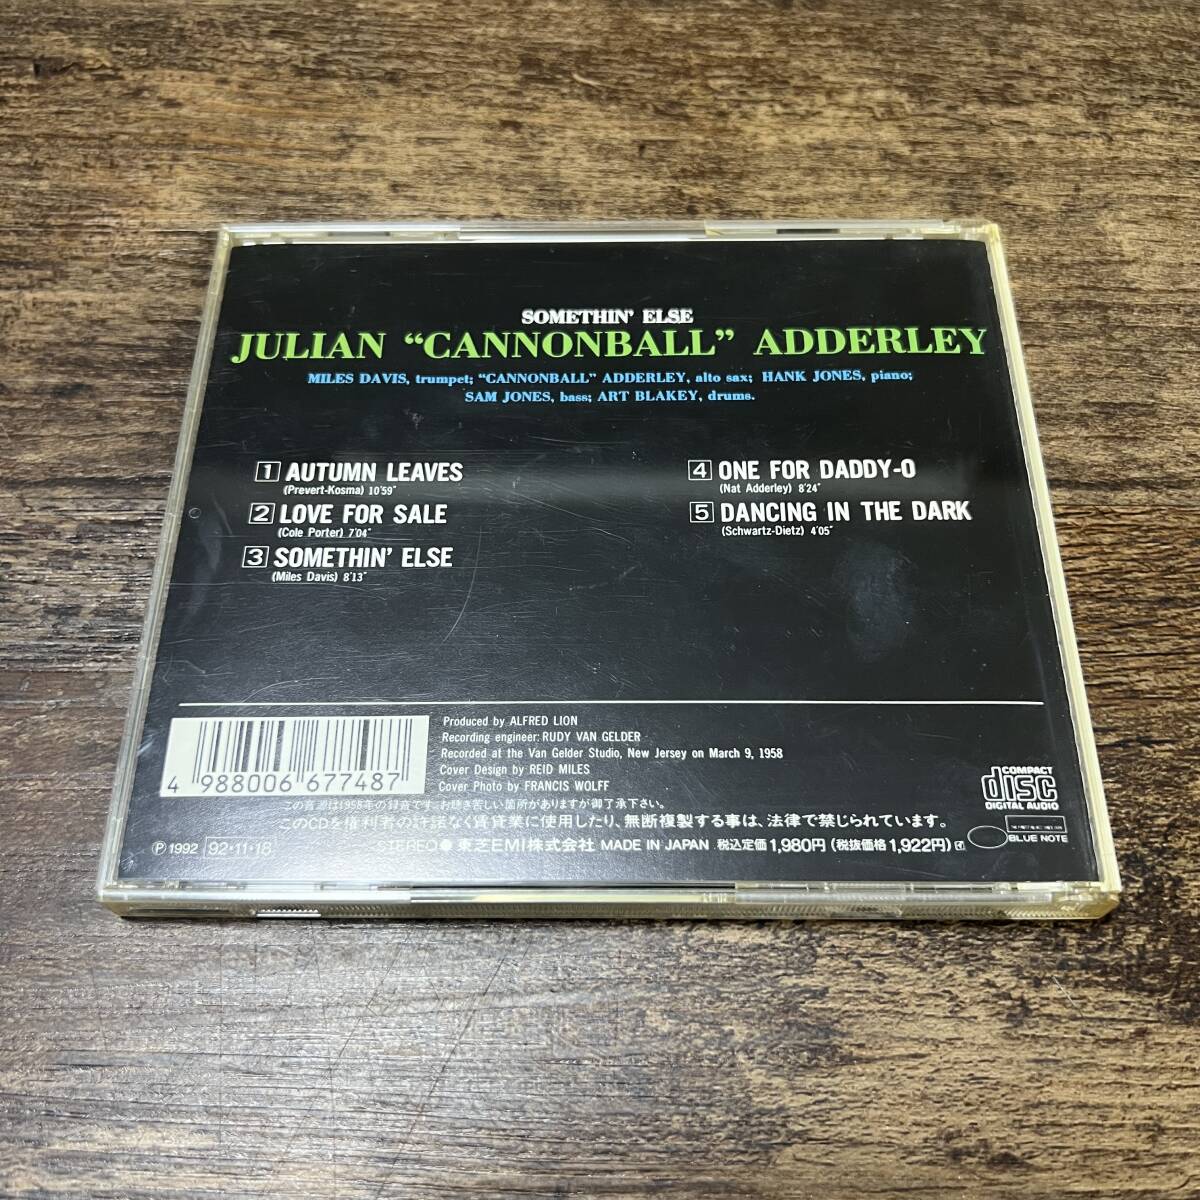 SOMETHIN' ELSE
JULIAN “CANNONBALL” ADDERLEY
MILES DAVIS, trumpet; “CANNONBALL” ADDERLEY, alto sax; HANK JONES, piano;
SAM JONES, bass; ART BLAKEY, drums.
1 AUTUMN LEAVES
(Prevert-Kosma) 10'59"
2 LOVE FOR SALE
(Cole Porter) 7'04"
3 SOMETHIN' ELSE
(Miles Davis) 8'13"
4 ONE FOR DADDY-O
(Nat Adderley) 8'24"
5 DANCING IN THE DARK
(Schwartz-Dietz) 4'05"
4 988006 677487
Produced by ALFRED LION
Recording engineer: RUDY VAN GELDER
Recorded at the Van Gelder Studio, New Jersey on March 9, 1958
Cover Design by REID MILES
Cover Photo by FRANCIS WOLFF
この音源は1958年の録音です。お聴き苦しい箇所がありますが御了承下さい。
このCDを権利者の許諾なく賃貸業に使用したり、無断複製する事は、法律で禁じられています。
Ⓟ 1992 92・11・18 STEREO ● 東芝EMI株式会社 MADE IN JAPAN 税込定価1,980円（税抜価格1,922円）
COMPACT
disc
DIGITAL AUDIO
BLUE NOTE